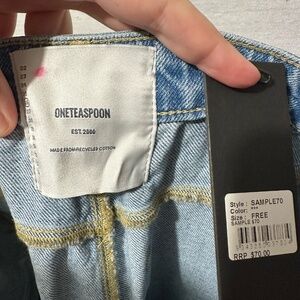 ONETEASPOON
EST. 2000
MADE FROM RECYCLED COTTON
Style : SAMPLE70
Color: ***
Size : FREE
SAMPLE $70
RRP $70.00